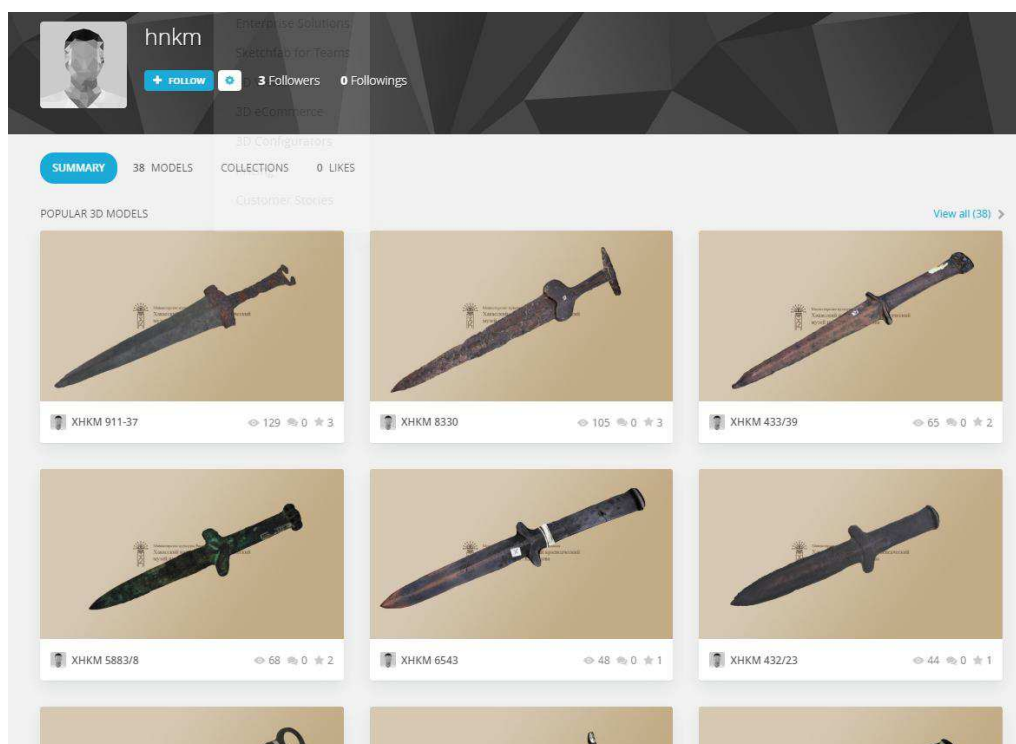 hnkm
+ FOLLOW
3 Followers 0 Followings
Enterprise Solutions
Sketchfab for Teams
3D eCommerce
3D Configurators
Customer Stories
SUMMARY 38 MODELS COLLECTIONS 0 LIKES
POPULAR 3D MODELS View all (38)
ХНКМ 911-37 129 0 3
ХНКМ 8330 105 0 3
ХНКМ 433/39 65 0 2
ХНКМ 5883/8 68 0 2
ХНКМ 6543 48 0 1
ХНКМ 432/23 44 0 1